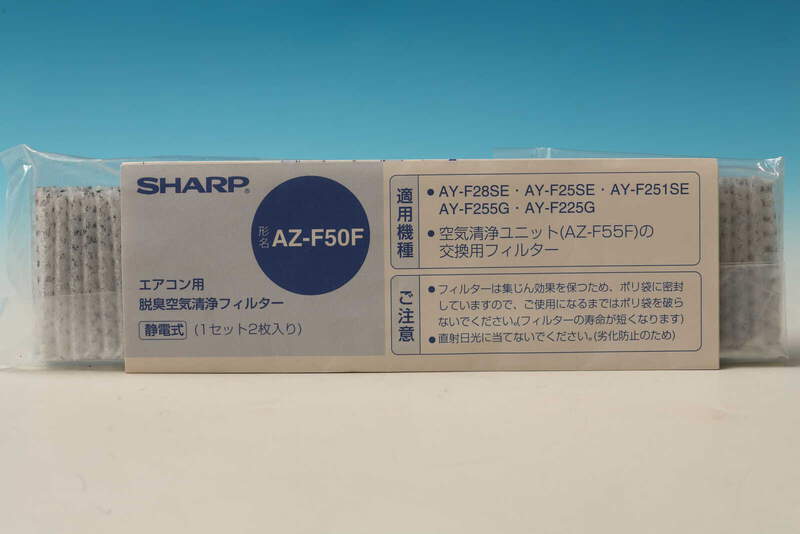 SHARP®
形名 AZ-F50F
エアコン用
脱臭空気清浄フィルター
静電式 (1セット2枚入り)
適用機種
● AY-F28SE・AY-F25SE・AY-F251SE
AY-F255G・AY-F225G
● 空気清浄ユニット(AZ-F55F)の
交換用フィルター
ご注意
● フィルターは集じん効果を保つため、ポリ袋に密封
していますので、ご使用になるまではポリ袋を破ら
ないでください。(フィルターの寿命が短くなります)
● 直射日光に当てないでください。(劣化防止のため)